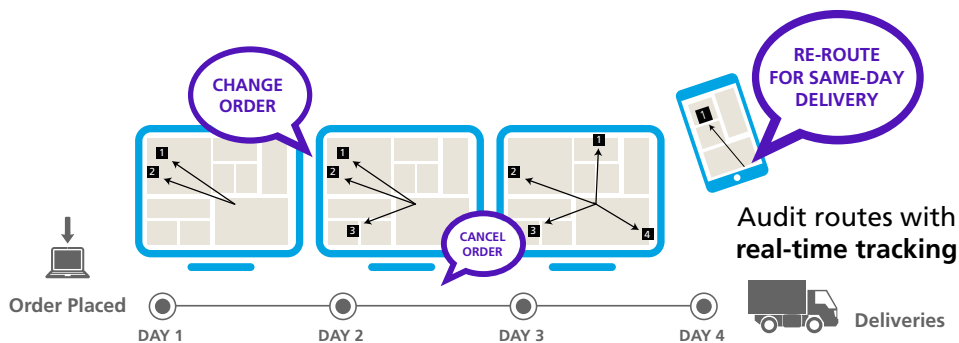 CHANGE
ORDER
RE-ROUTE
FOR SAME-DAY
DELIVERY
1
2
1
2
3
1
2
3
4
1
CANCEL
ORDER
Audit routes with
real-time tracking
Order Placed
DAY 1
DAY 2
DAY 3
DAY 4
Deliveries